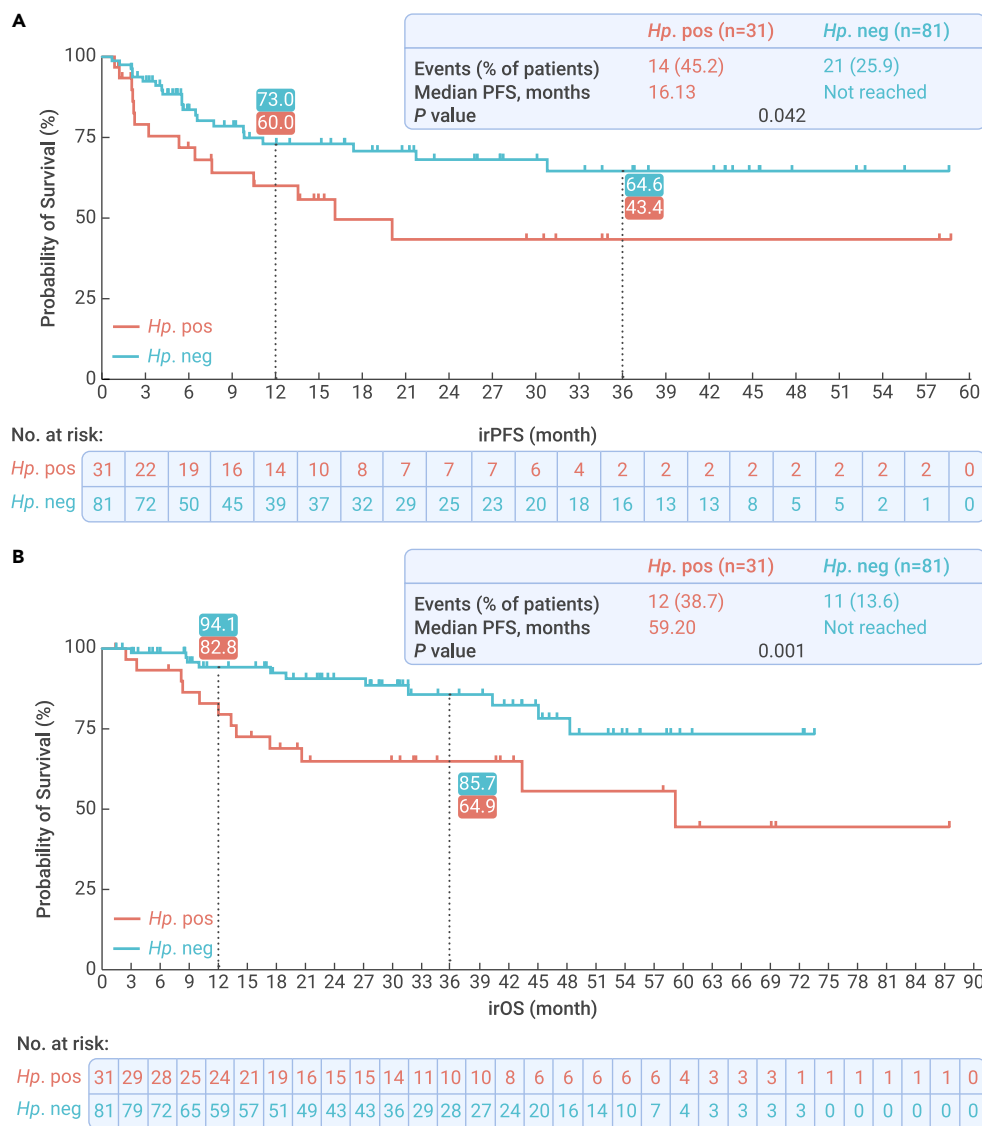 A
Hp. pos (n=31) Hp. neg (n=81)
Events (% of patients) 14 (45.2) 21 (25.9)
Median PFS, months 16.13 Not reached
P value 0.042
Probability of Survival (%)
100
75
50
25
0
73.0
60.0
64.6
43.4
Hp. pos
Hp. neg
0 3 6 9 12 15 18 21 24 27 30 33 36 39 42 45 48 51 54 57 60
No. at risk: irPFS (month)
Hp. pos 31 22 19 16 14 10 8 7 7 7 6 4 2 2 2 2 2 2 2 2 0
Hp. neg 81 72 50 45 39 37 32 29 25 23 20 18 16 13 13 8 5 5 2 1 0
B
Hp. pos (n=31) Hp. neg (n=81)
Events (% of patients) 12 (38.7) 11 (13.6)
Median PFS, months 59.20 Not reached
P value 0.001
Probability of Survival (%)
100
75
50
25
0
94.1
82.8
85.7
64.9
Hp. pos
Hp. neg
0 3 6 9 12 15 18 21 24 27 30 33 36 39 42 45 48 51 54 57 60 63 66 69 72 75 78 81 84 87 90
irOS (month)
No. at risk:
Hp. pos 31 29 28 25 24 21 19 16 15 15 14 11 10 10 8 6 6 6 6 6 4 3 3 3 1 1 1 1 1 1 0
Hp. neg 81 79 72 65 59 57 51 49 43 43 36 29 28 27 24 20 16 14 10 7 4 3 3 3 3 0 0 0 0 0 0